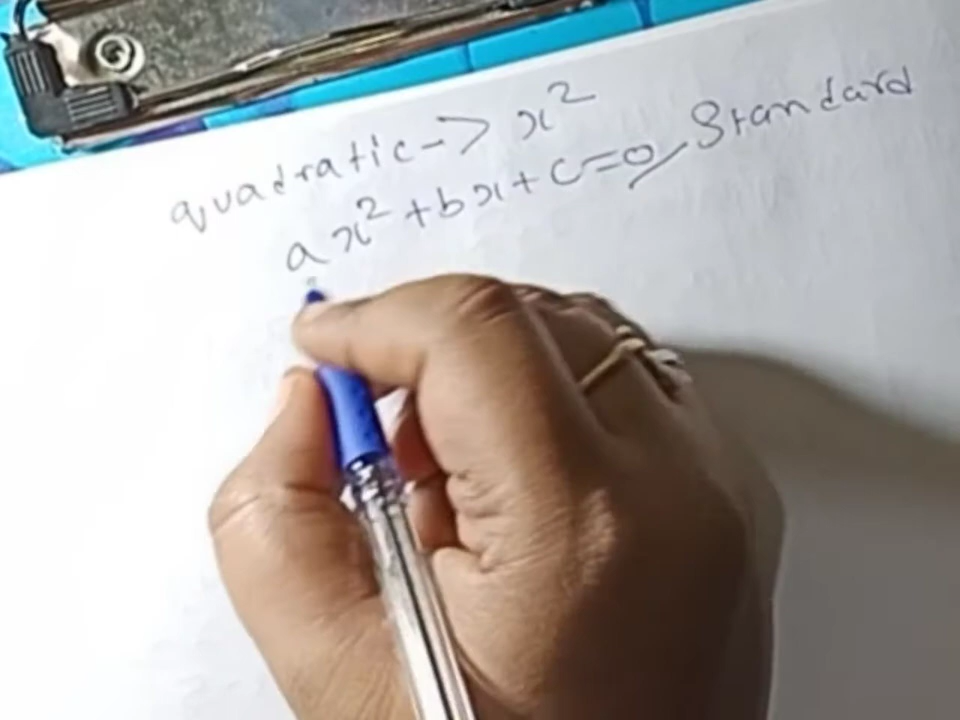 quadratic -> x²
ax² + bx + c = 0, Standard